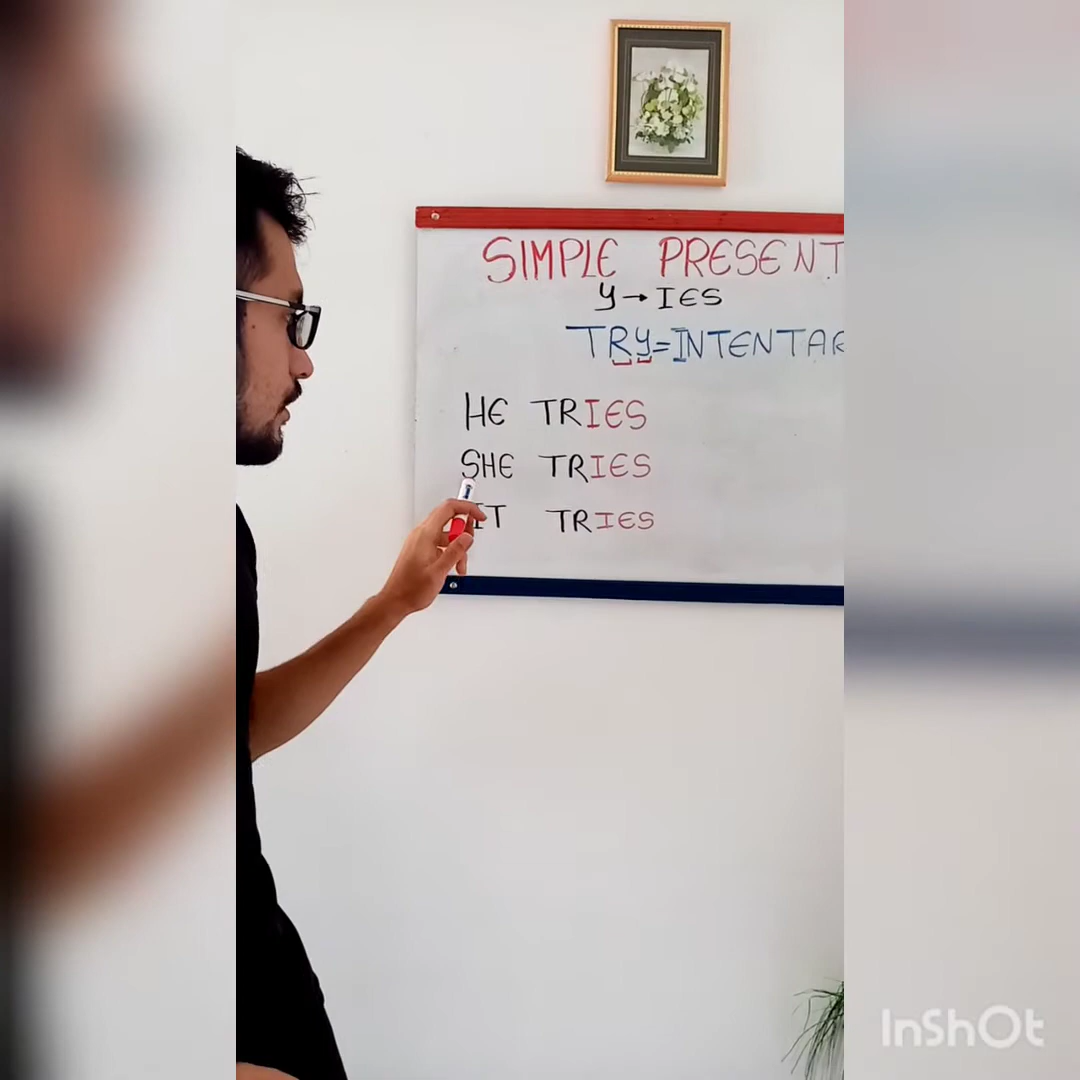 SIMPLE PRESENT
Y→IES
TRY=INTENTAR
HE TRIES
SHE TRIES
IT TRIES
InShOt